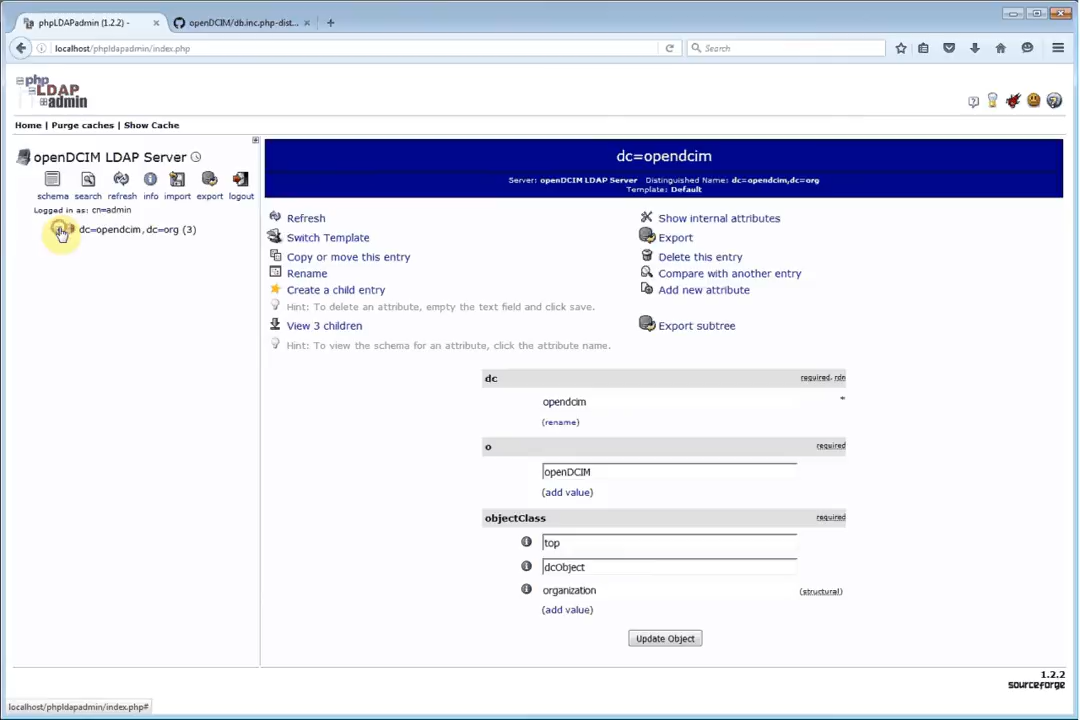 phpLDAPadmin (1.2.2) -
openDCIM/db.inc.php-dist...
localhost/phpldapadmin/index.php
Search
php
LDAP
admin
Home | Purge caches | Show Cache
openDCIM LDAP Server
schema search refresh info import export logout
Logged in as: cn=admin
dc=opendcim,dc=org (3)
dc=opendcim
Server: openDCIM LDAP Server Distinguished Name: dc=opendcim,dc=org
Template: Default
Refresh
Show internal attributes
Switch Template
Export
Copy or move this entry
Delete this entry
Rename
Compare with another entry
Create a child entry
Add new attribute
Hint: To delete an attribute, empty the text field and click save.
View 3 children
Export subtree
Hint: To view the schema for an attribute, click the attribute name.
dc
required, rdn
opendcim
*
(rename)
o
required
openDCIM
(add value)
objectClass
required
top
dcObject
organization
(structural)
(add value)
Update Object
1.2.2
sourceforge
localhost/phpldapadmin/index.php#